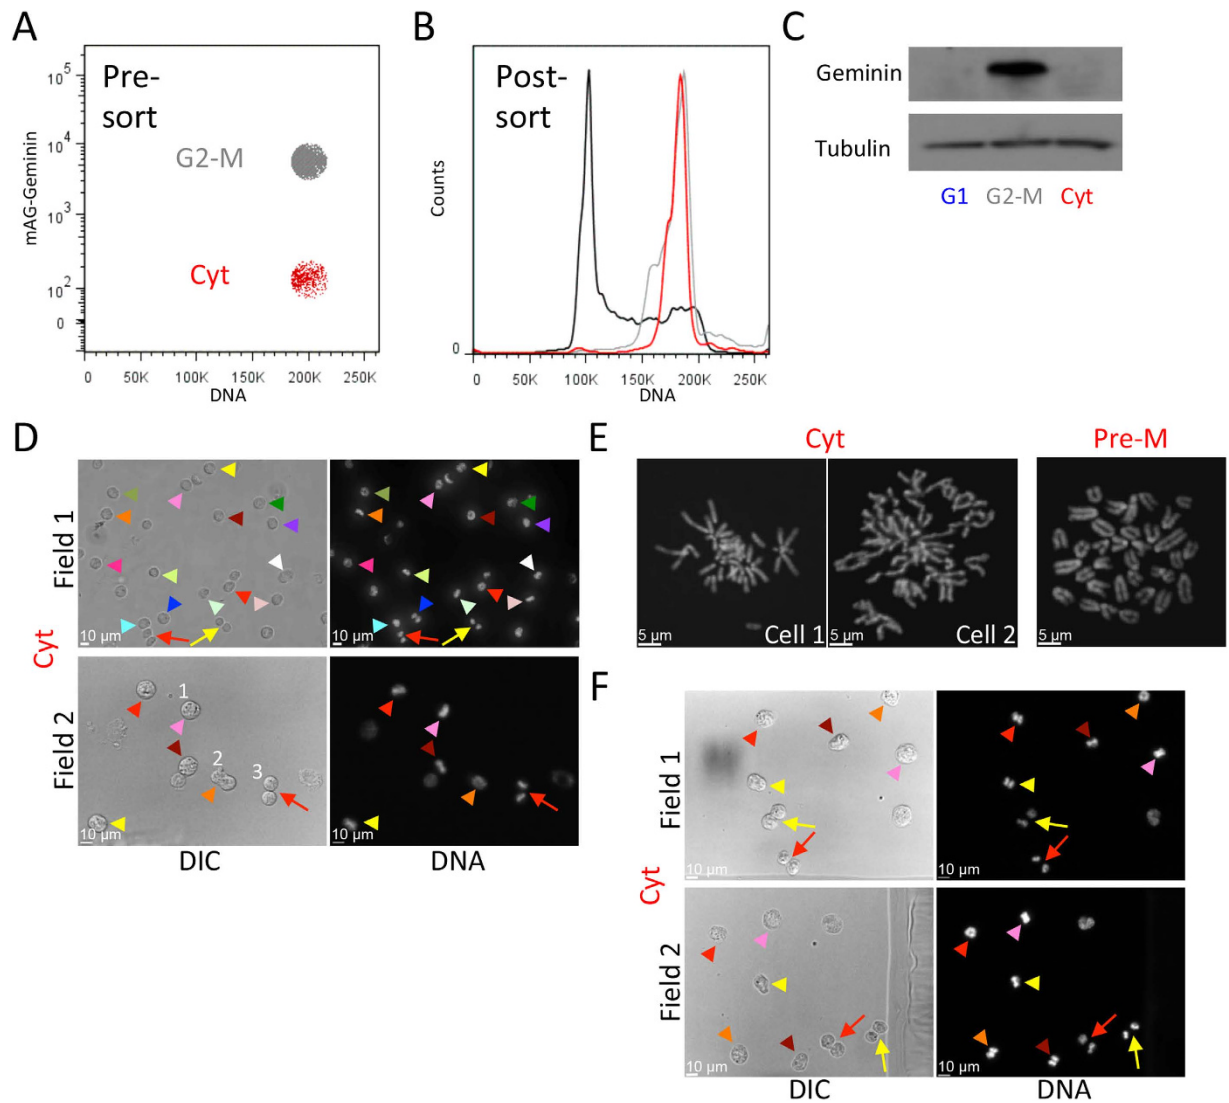 A
Pre-
sort
mAG-Geminin
10^5
10^4
10^3
10^2
0
G2-M
Cyt
0 50K 100K 150K 200K 250K
DNA
B
Post-
sort
Counts
0
0 50K 100K 150K 200K 250K
DNA
C
Geminin
Tubulin
G1 G2-M Cyt
D
Cyt
Field 1
10 µm
10 µm
Field 2
1
2
3
10 µm
10 µm
DIC
DNA
E
Cyt
Pre-M
5 µm
Cell 1
5 µm
Cell 2
5 µm
F
Cyt
Field 1
10 µm
10 µm
Field 2
10 µm
10 µm
DIC
DNA